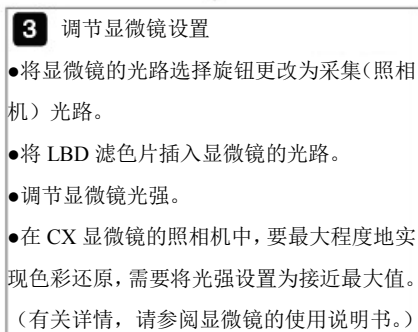 3 调节显微镜设置
●将显微镜的光路选择旋钮更改为采集（照相
机）光路。
●将 LBD 滤色片插入显微镜的光路。
●调节显微镜光强。
●在 CX 显微镜的照相机中，要最大程度地实
现色彩还原，需要将光强设置为接近最大值。
（有关详情，请参阅显微镜的使用说明书。）